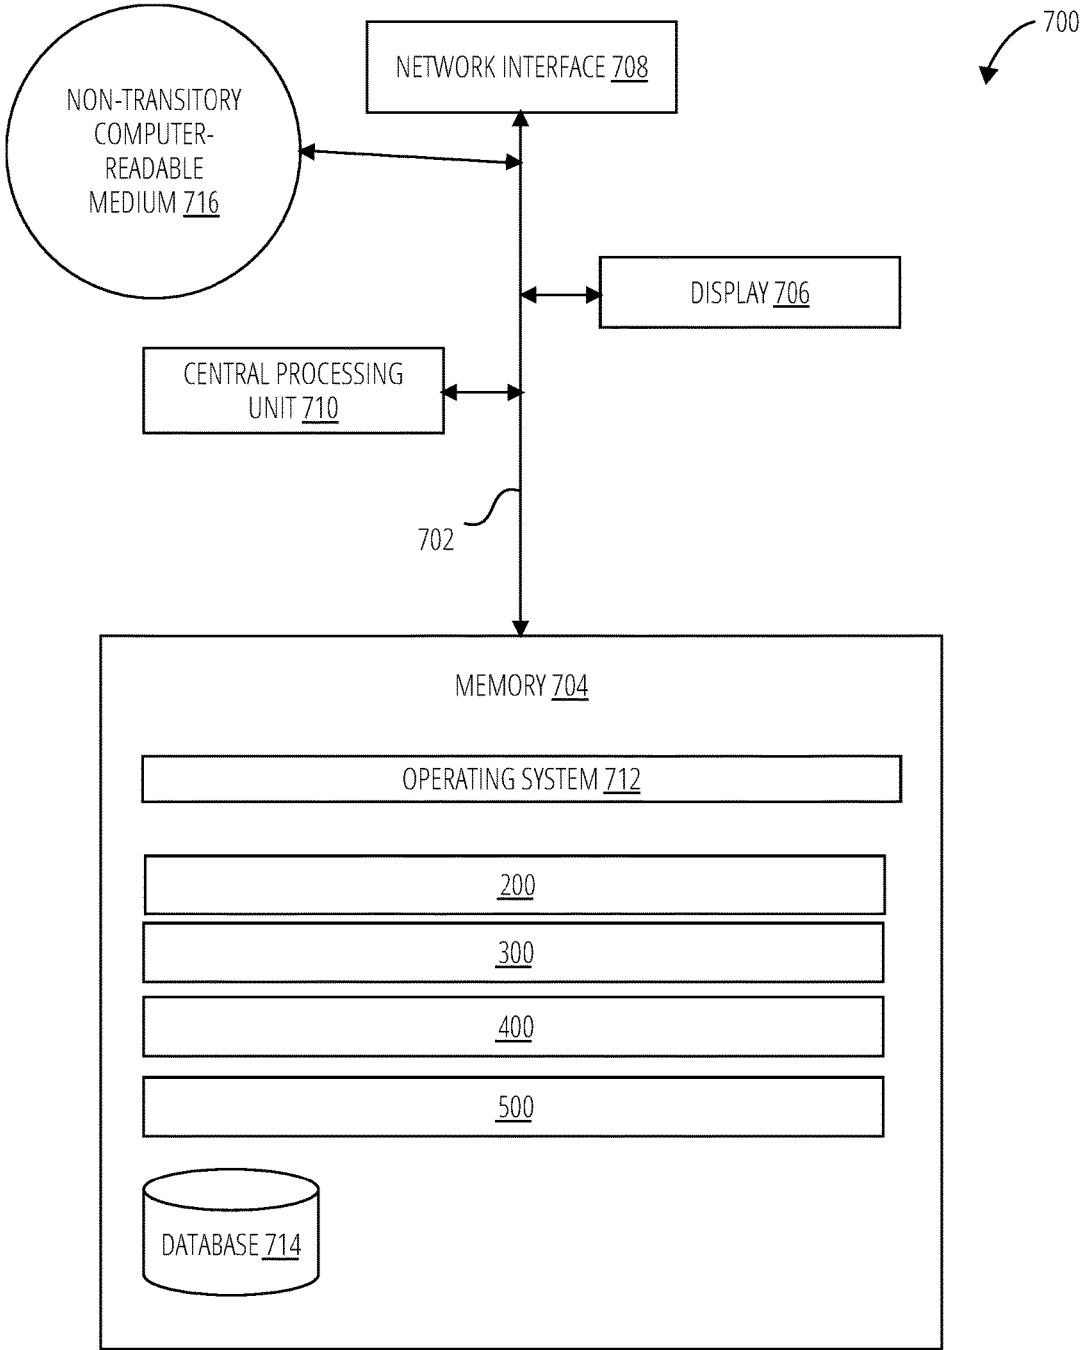 700
NETWORK INTERFACE 708
NON-TRANSITORY
COMPUTER-
READABLE
MEDIUM 716
DISPLAY 706
CENTRAL PROCESSING
UNIT 710
702
MEMORY 704
OPERATING SYSTEM 712
200
300
400
500
DATABASE 714